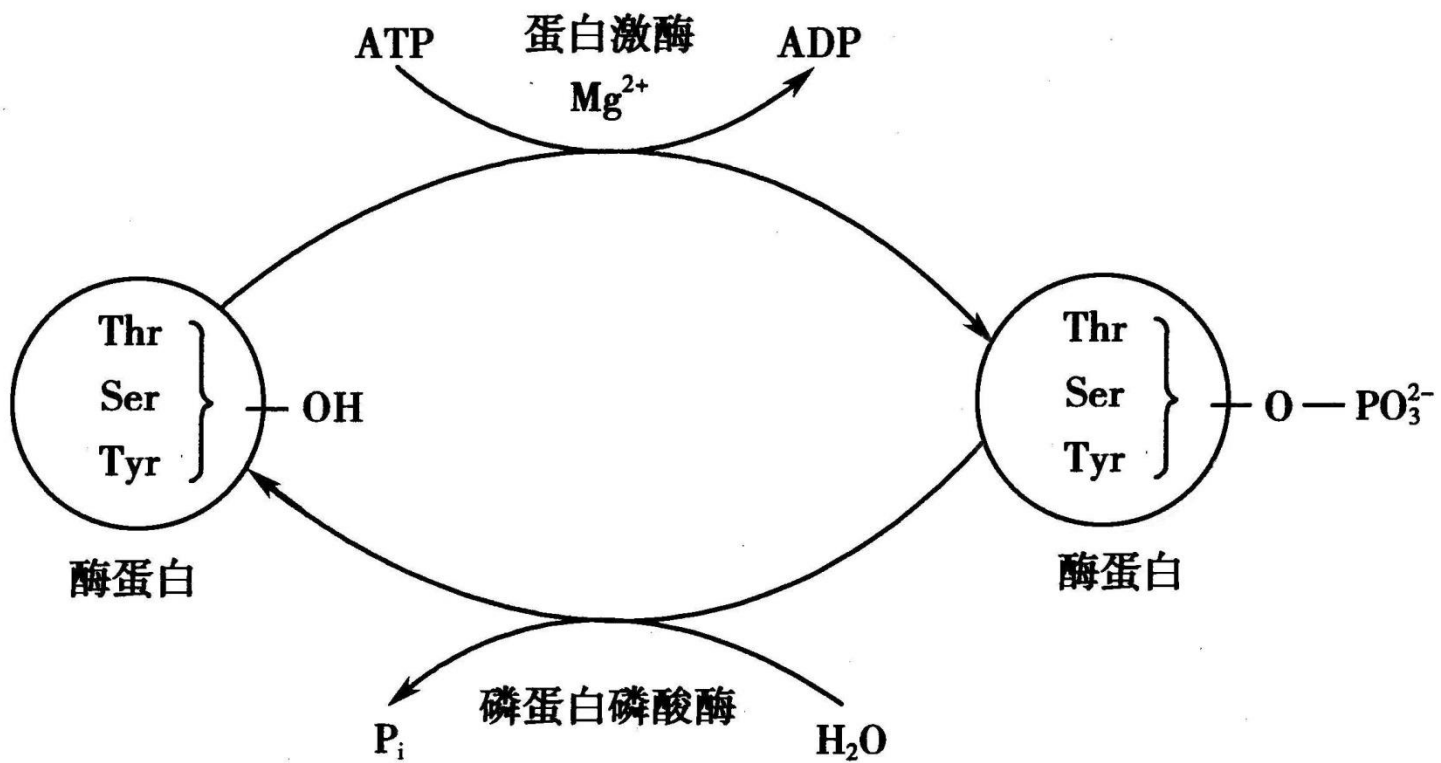 ATP 蛋白激酶 ADP
Mg²⁺
Thr
Ser
Tyr
OH
酶蛋白
Thr
Ser
Tyr
O — PO₃²⁻
酶蛋白
磷蛋白磷酸酶
Pᵢ
H₂O